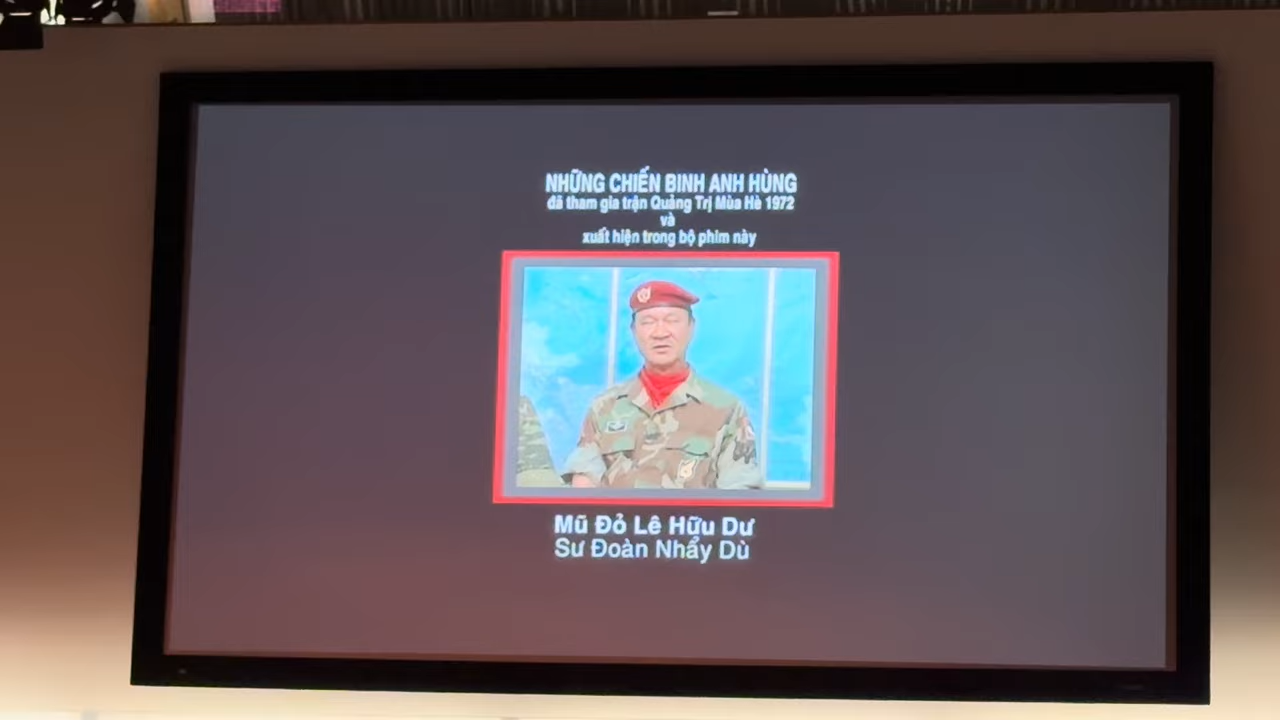 NHỮNG CHIẾN BINH ANH HÙNG
đã tham gia trận Quảng Trị Mùa Hè 1972
và
xuất hiện trong bộ phim này
Mũ Đỏ Lê Hữu Dư
Sư Đoàn Nhẩy Dù